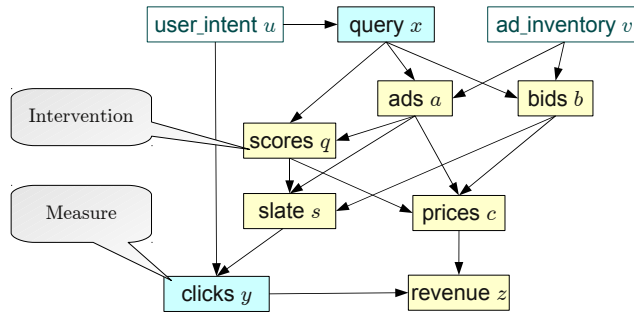 user_intent u
query x
ad_inventory v
ads a
bids b
Intervention
scores q
slate s
prices c
Measure
clicks y
revenue z